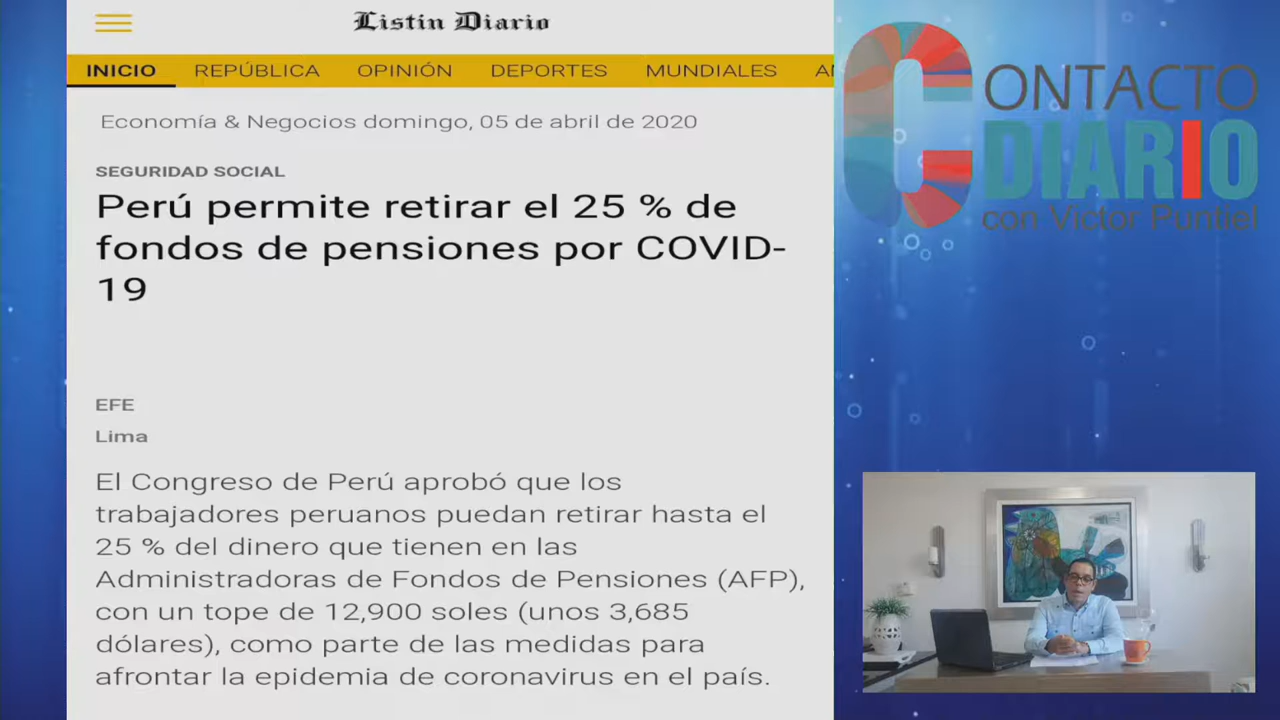 Listin Diario
INICIO REPÚBLICA OPINIÓN DEPORTES MUNDIALES
Economía & Negocios domingo, 05 de abril de 2020
SEGURIDAD SOCIAL
Perú permite retirar el 25 % de
fondos de pensiones por COVID-
19
EFE
Lima
El Congreso de Perú aprobó que los
trabajadores peruanos puedan retirar hasta el
25 % del dinero que tienen en las
Administradoras de Fondos de Pensiones (AFP),
con un tope de 12,900 soles (unos 3,685
dólares), como parte de las medidas para
afrontar la epidemia de coronavirus en el país.
CONTACTO
DIARIO
con Victor Puntiel